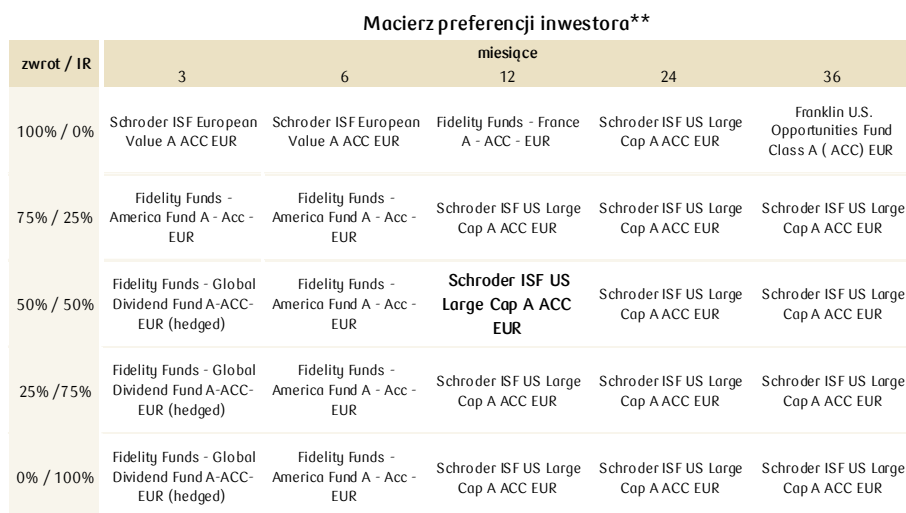 Macierz preferencji inwestora**
zwrot / IR
miesiące
3 6 12 24 36
100% / 0%
Schroder ISF European
Value A ACC EUR
Schroder ISF European
Value A ACC EUR
Fidelity Funds - France
A - ACC - EUR
Schroder ISF US Large
Cap A ACC EUR
Franklin U.S.
Opportunities Fund
Class A ( ACC) EUR
75% / 25%
Fidelity Funds -
America Fund A - Acc -
EUR
Fidelity Funds -
America Fund A - Acc -
EUR
Schroder ISF US Large
Cap A ACC EUR
Schroder ISF US Large
Cap A ACC EUR
Schroder ISF US Large
Cap A ACC EUR
50% / 50%
Fidelity Funds - Global
Dividend Fund A-ACC-
EUR (hedged)
Fidelity Funds -
America Fund A - Acc -
EUR
Schroder ISF US
Large Cap A ACC
EUR
Schroder ISF US Large
Cap A ACC EUR
Schroder ISF US Large
Cap A ACC EUR
25% /75%
Fidelity Funds - Global
Dividend Fund A-ACC-
EUR (hedged)
Fidelity Funds -
America Fund A - Acc -
EUR
Schroder ISF US Large
Cap A ACC EUR
Schroder ISF US Large
Cap A ACC EUR
Schroder ISF US Large
Cap A ACC EUR
0% / 100%
Fidelity Funds - Global
Dividend Fund A-ACC-
EUR (hedged)
Fidelity Funds -
America Fund A - Acc -
EUR
Schroder ISF US Large
Cap A ACC EUR
Schroder ISF US Large
Cap A ACC EUR
Schroder ISF US Large
Cap A ACC EUR